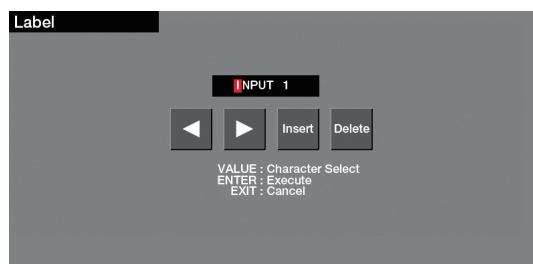 Label
INPUT 1
Insert Delete
VALUE : Character Select
ENTER : Execute
EXIT : Cancel